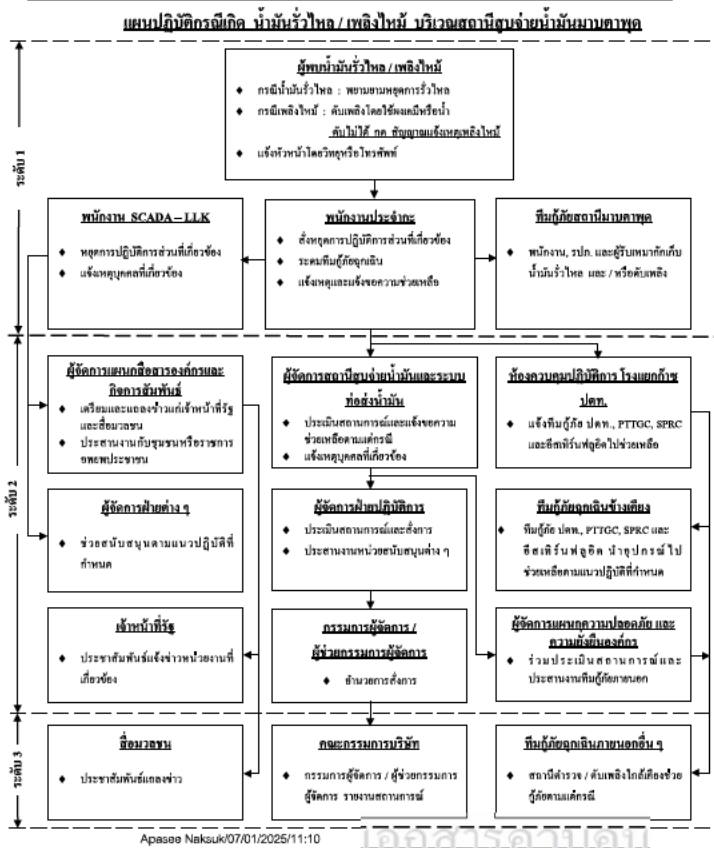 แผนปฏิบัติกรณีเกิด น้ำมันรั่วไหล / เพลิงไหม้ บริเวณสถานีสูบจ่ายน้ำมันมาบตาพุด
ระดับ 1
ผู้พบน้ำมันรั่วไหล / เพลิงไหม้
♦ กรณีน้ำมันรั่วไหล : พยายามหยุดการรั่วไหล
♦ กรณีเพลิงไหม้ : ดับเพลิงโดยใช้ผงเคมีหรือน้ำ
ดับไม่ได้ กด สัญญาณแจ้งเหตุเพลิงไหม้
♦ แจ้งหัวหน้าโดยวิทยุหรือโทรศัพท์
พนักงาน SCADA – LLK
♦ หยุดการปฏิบัติการส่วนที่เกี่ยวข้อง
♦ แจ้งเหตุบุคคลที่เกี่ยวข้อง
พนักงานประจำกะ
♦ สั่งหยุดการปฏิบัติการส่วนที่เกี่ยวข้อง
♦ ระดมทีมกู้ภัยฉุกเฉิน
♦ แจ้งเหตุและแจ้งขอความช่วยเหลือ
ทีมกู้ภัยสถานีมาบตาพุด
♦ พนักงาน, รปภ. และผู้รับเหมากักเก็บ
น้ำมันรั่วไหล และ / หรือดับเพลิง
ระดับ 2
ผู้จัดการแผนกสื่อสารองค์กรและ
กิจการสัมพันธ์
♦ เตรียมและแถลงข่าวแก่เจ้าหน้าที่รัฐ
และสื่อมวลชน
♦ ประสานงานกับชุมชนหรือราชการ
อพยพประชาชน
ผู้จัดการสถานีสูบจ่ายน้ำมันและระบบ
ท่อส่งน้ำมัน
♦ ประเมินสถานการณ์และแจ้งขอความ
ช่วยเหลือตามแต่กรณี
♦ แจ้งเหตุบุคคลที่เกี่ยวข้อง
ห้องควบคุมปฏิบัติการ โรงแยกก๊าซ
ปตท.
♦ แจ้งทีมกู้ภัย ปตท., PTTGC, SPRC
และอีสเทิร์นฟลูอิดไปช่วยเหลือ
ผู้จัดการฝ่ายต่าง ๆ
♦ ช่วยสนับสนุนตามแนวปฏิบัติที่
กำหนด
ผู้จัดการฝ่ายปฏิบัติการ
♦ ประเมินสถานการณ์และสั่งการ
♦ ประสานงานหน่วยสนับสนุนต่าง ๆ
ทีมกู้ภัยฉุกเฉินข้างเคียง
♦ ทีมกู้ภัย ปตท., PTTGC, SPRC และ
อีสเทิร์นฟลูอิด นำอุปกรณ์ไป
ช่วยเหลือตามแนวปฏิบัติที่กำหนด
เจ้าหน้าที่รัฐ
♦ ประชาสัมพันธ์แจ้งข่าวหน่วยงานที่
เกี่ยวข้อง
กรรมการผู้จัดการ /
ผู้ช่วยกรรมการผู้จัดการ
♦ อำนวยการสั่งการ
ผู้จัดการแผนกความปลอดภัย และ
ความยั่งยืนองค์กร
♦ ร่วมประเมินสถานการณ์และ
ประสานงานทีมกู้ภัยภายนอก
ระดับ 3
สื่อมวลชน
♦ ประชาสัมพันธ์แถลงข่าว
คณะกรรมการบริษัท
♦ กรรมการผู้จัดการ / ผู้ช่วยกรรมการ
ผู้จัดการ รายงานสถานการณ์
ทีมกู้ภัยฉุกเฉินภายนอกอื่น ๆ
♦ สถานีตำรวจ / ดับเพลิงใกล้เคียงช่วย
กู้ภัยตามแต่กรณี
Apasee Naksuk/07/01/2025/11:10
เอกสารควบคุม